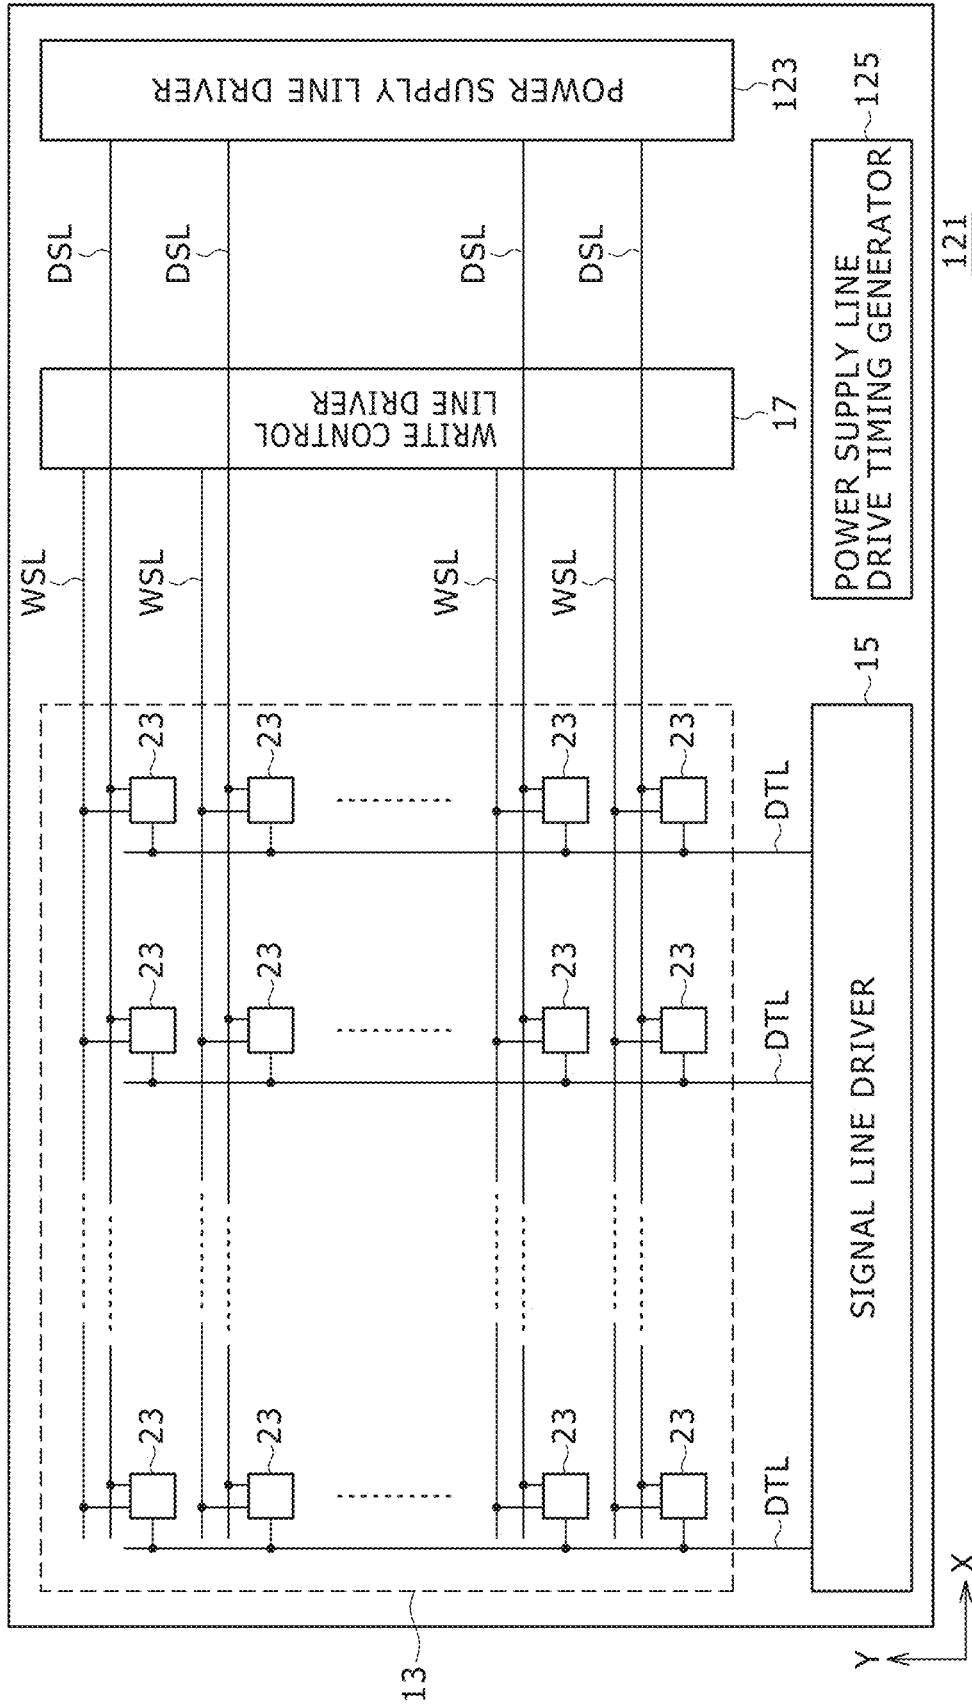 WSL
DSL
23
23
23
WSL
DSL
23
23
23
13
WRITE CONTROL
LINE DRIVER
POWER SUPPLY LINE DRIVER
WSL
DSL
23
23
23
WSL
DSL
23
23
23
DTL
DTL
DTL
17
123
15
125
SIGNAL LINE DRIVER
POWER SUPPLY LINE
DRIVE TIMING GENERATOR
Y
X
121